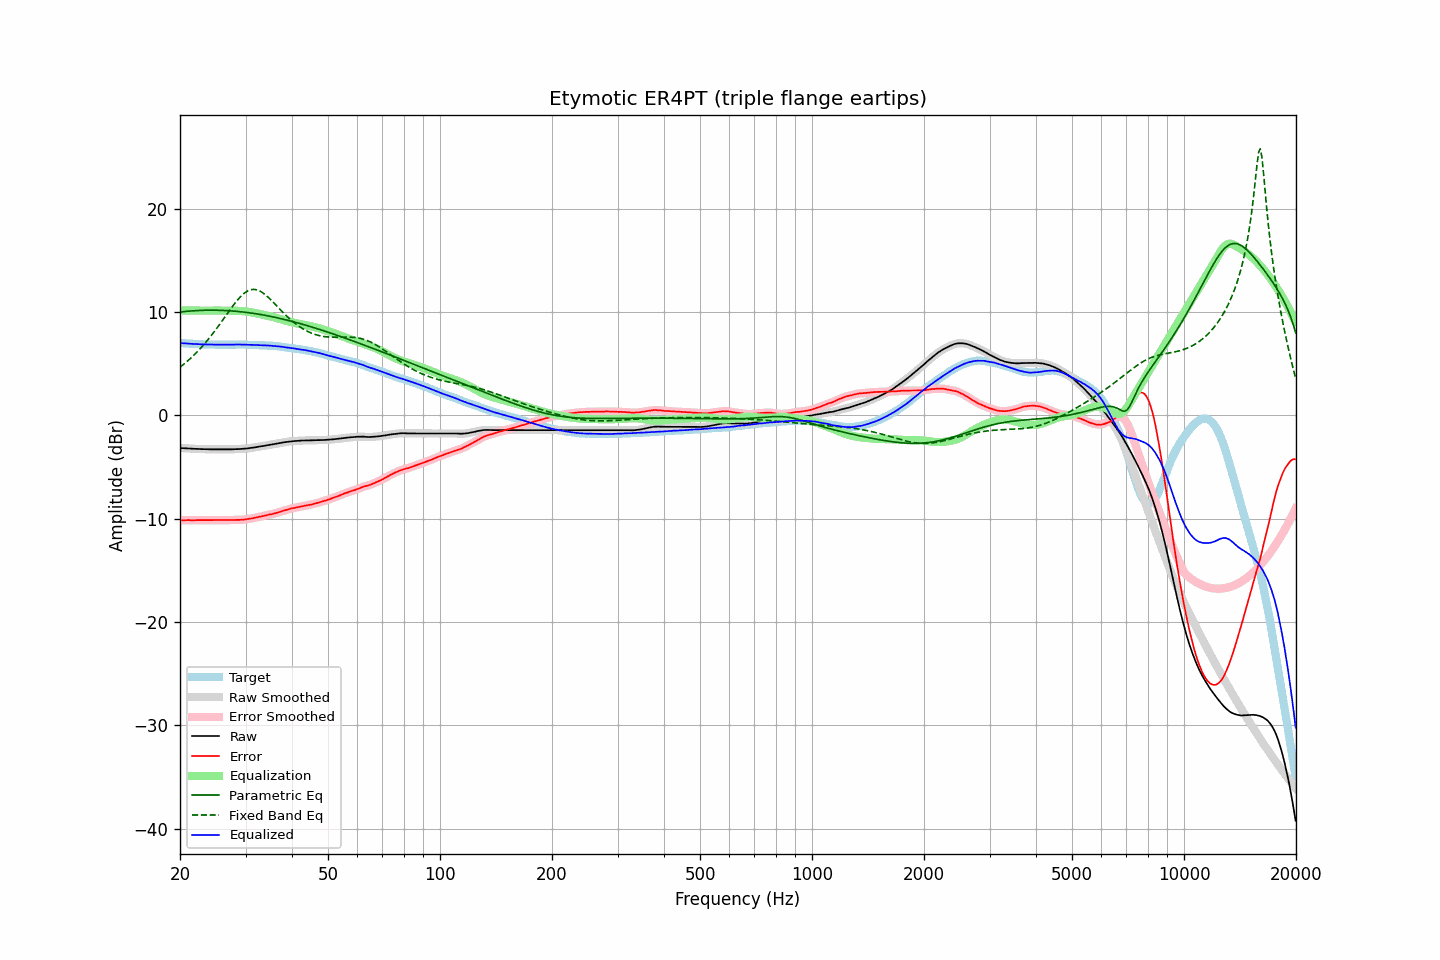 Etymotic ER4PT (triple flange eartips)
Amplitude (dBr)
20
10
0
−10
−20
−30
−40
Target
Raw Smoothed
Error Smoothed
Raw
Error
Equalization
Parametric Eq
Fixed Band Eq
Equalized
20 50 100 200 500 1000 2000 5000 10000 20000
Frequency (Hz)